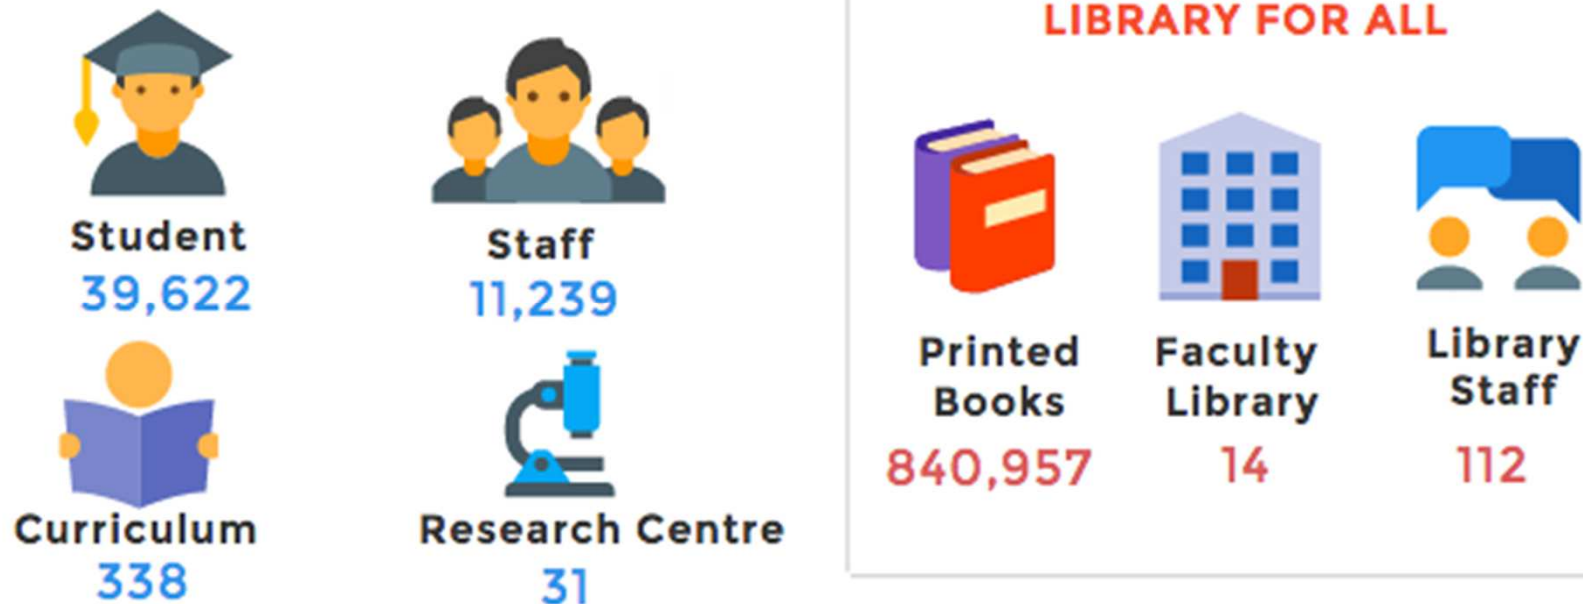 Student
39,622
Staff
11,239
Curriculum
338
Research Centre
31
LIBRARY FOR ALL
Printed
Books
840,957
Faculty
Library
14
Library
Staff
112